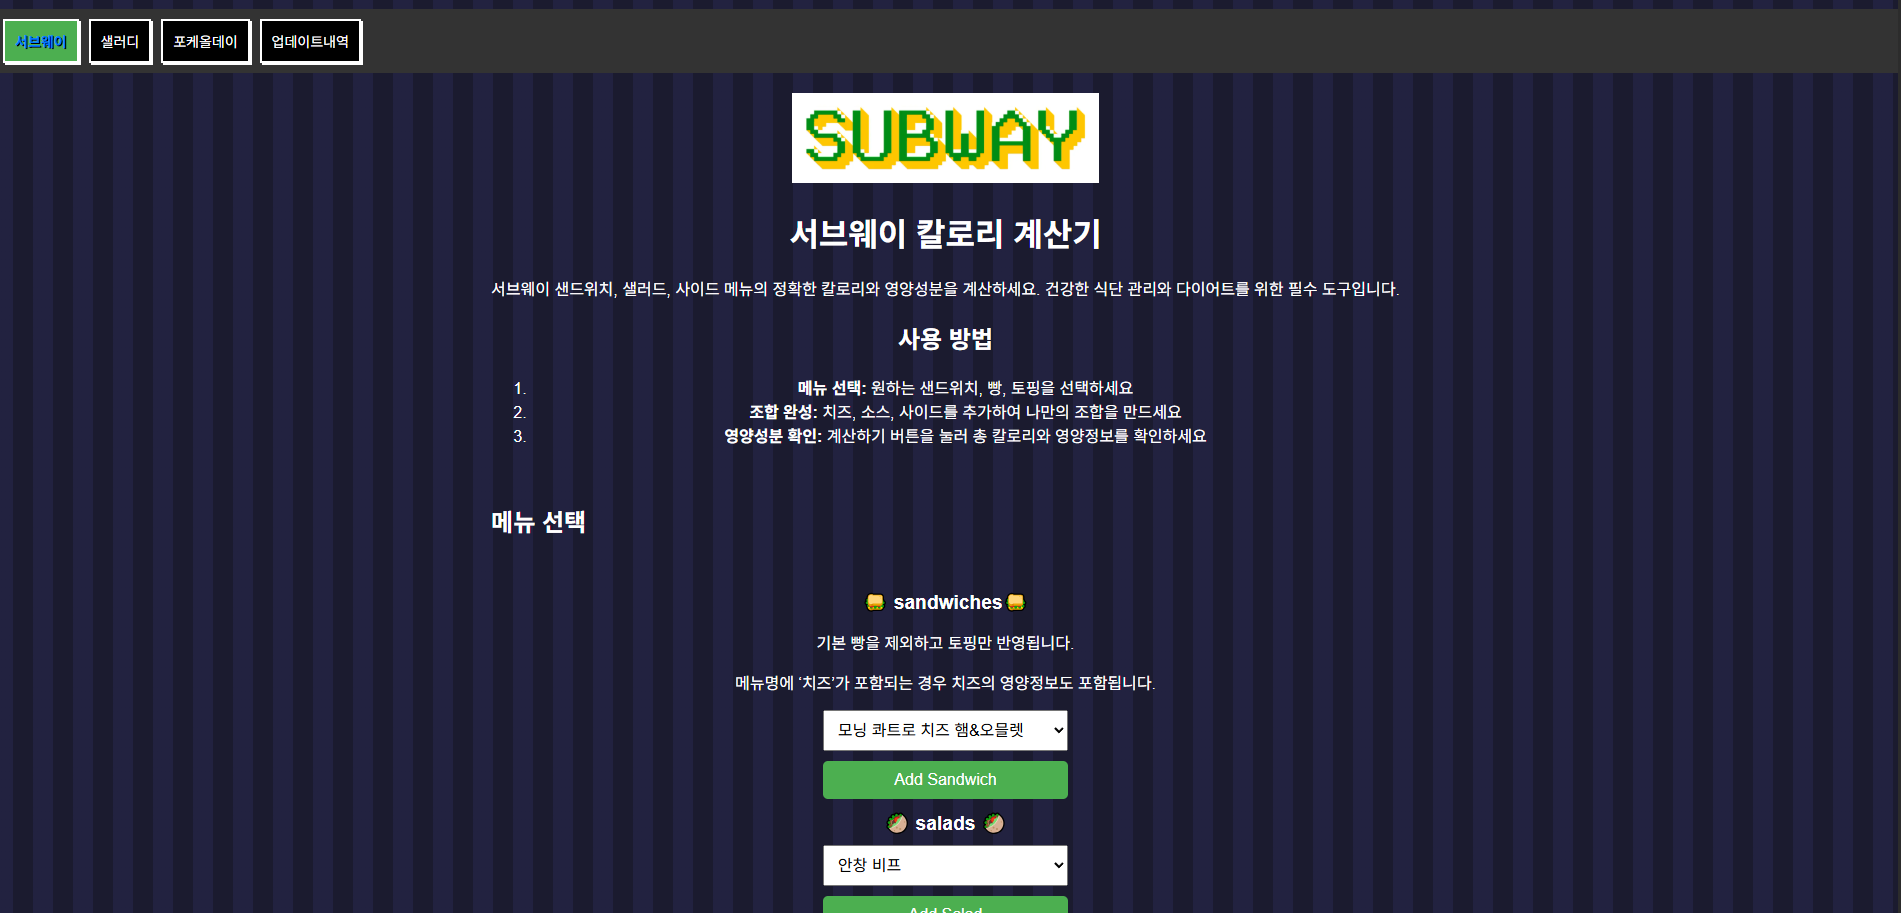 서브웨이
샐러디
포케올데이
업데이트내역
SUBWAY
서브웨이 칼로리 계산기
서브웨이 샌드위치, 샐러드, 사이드 메뉴의 정확한 칼로리와 영양성분을 계산하세요. 건강한 식단 관리와 다이어트를 위한 필수 도구입니다.
사용 방법
1. 메뉴 선택: 원하는 샌드위치, 빵, 토핑을 선택하세요
2. 조합 완성: 치즈, 소스, 사이드를 추가하여 나만의 조합을 만드세요
3. 영양성분 확인: 계산하기 버튼을 눌러 총 칼로리와 영양정보를 확인하세요
메뉴 선택
sandwiches
기본 빵을 제외하고 토핑만 반영됩니다.
메뉴명에 ‘치즈’가 포함되는 경우 치즈의 영양정보도 포함됩니다.
모닝 콰트로 치즈 햄&오믈렛
Add Sandwich
salads
안창 비프
Add Salad